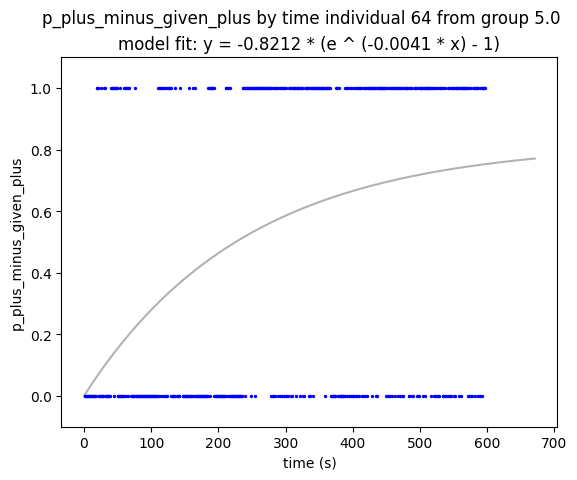 p_plus_minus_given_plus by time individual 64 from group 5.0
model fit: y = -0.8212 * (e ^ (-0.0041 * x) - 1)
p_plus_minus_given_plus
1.0
0.8
0.6
0.4
0.2
0.0
0 100 200 300 400 500 600 700
time (s)